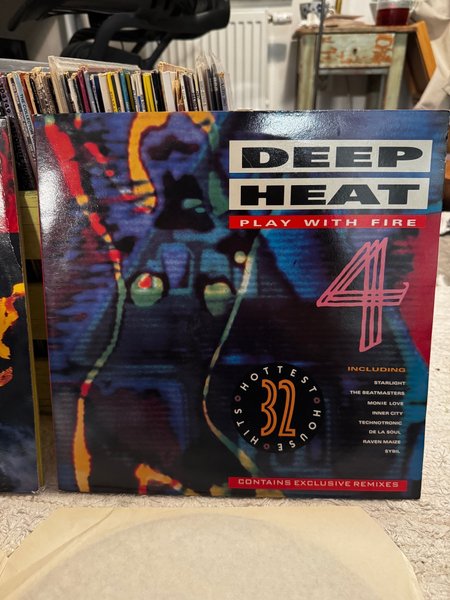 DEEP
HEAT
PLAY WITH FIRE
4
INCLUDING
STARLIGHT
THE BEATMASTERS
MONIE LOVE
INNER CITY
TECHNOTRONIC
DE LA SOUL
RAVEN MAIZE
SYBIL
32
HOTTEST
HOUSE
HITS
CONTAINS EXCLUSIVE REMIXES